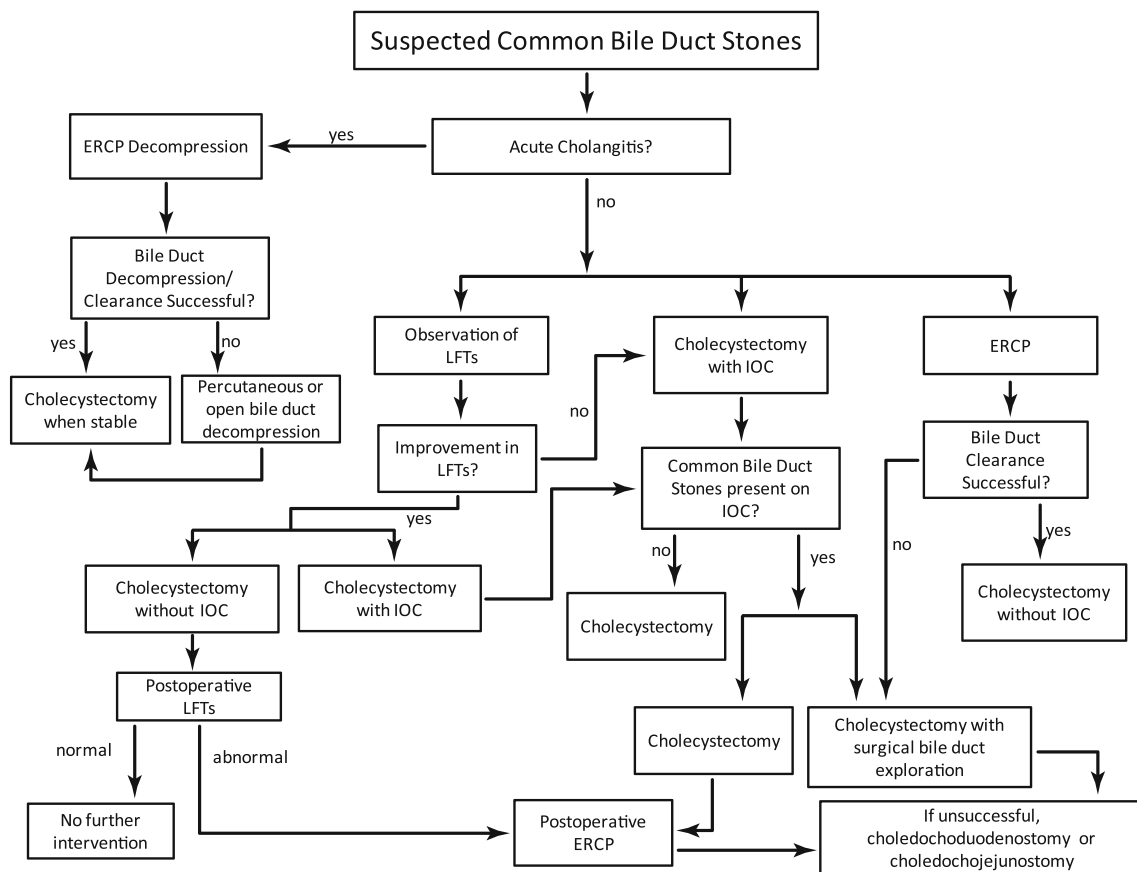 Suspected Common Bile Duct Stones
Acute Cholangitis?
yes
ERCP Decompression
no
Bile Duct
Decompression/
Clearance Successful?
yes
no
Cholecystectomy
when stable
Percutaneous or
open bile duct
decompression
Observation of
LFTs
Cholecystectomy
with IOC
ERCP
Improvement in
LFTs?
no
yes
Common Bile Duct
Stones present on
IOC?
Bile Duct
Clearance
Successful?
no
yes
no
yes
Cholecystectomy
without IOC
Cholecystectomy
with IOC
Cholecystectomy
Cholecystectomy
without IOC
Postoperative
LFTs
normal
abnormal
Cholecystectomy
Cholecystectomy with
surgical bile duct
exploration
No further
intervention
Postoperative
ERCP
If unsuccessful,
choledochoduodenostomy or
choledochojejunostomy